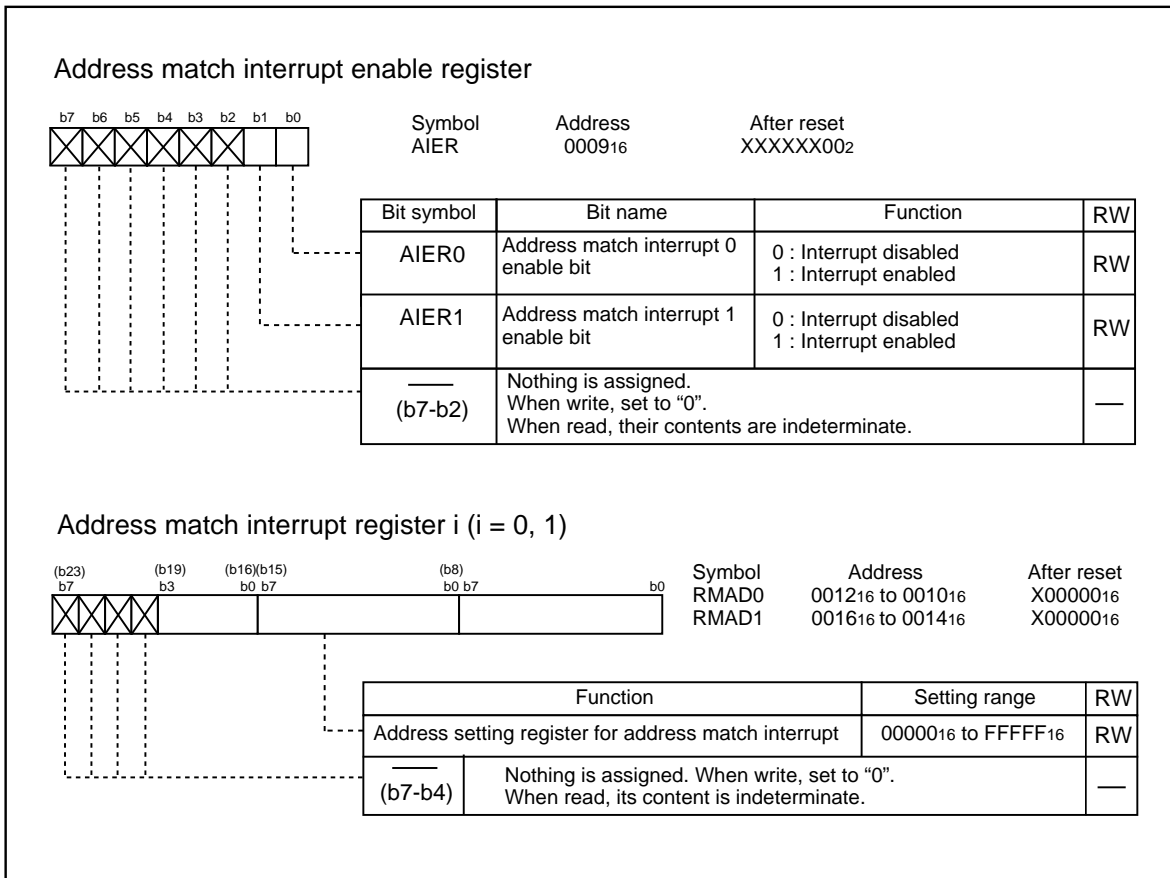 Address match interrupt enable register
b7 b6 b5 b4 b3 b2 b1 b0
Symbol Address After reset
AIER 000916 XXXXXX002
Bit symbol Bit name Function RW
AIER0 Address match interrupt 0 enable bit 0 : Interrupt disabled 1 : Interrupt enabled RW
AIER1 Address match interrupt 1 enable bit 0 : Interrupt disabled 1 : Interrupt enabled RW
(b7-b2) Nothing is assigned. —
When write, set to “0”.
When read, their contents are indeterminate.
Address match interrupt register i (i = 0, 1)
(b23) (b19) (b16)(b15) (b8)
b7 b3 b0 b7 b0 b7 b0
Symbol Address After reset
RMAD0 001216 to 001016 X0000016
RMAD1 001616 to 001416 X0000016
Function Setting range RW
Address setting register for address match interrupt 0000016 to FFFFF16 RW
(b7-b4) Nothing is assigned. When write, set to “0”. —
When read, its content is indeterminate.